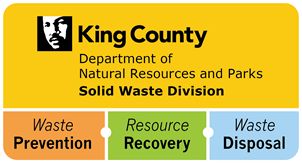 King County
Department of
Natural Resources and Parks
Solid Waste Division
Waste Prevention
Resource Recovery
Waste Disposal